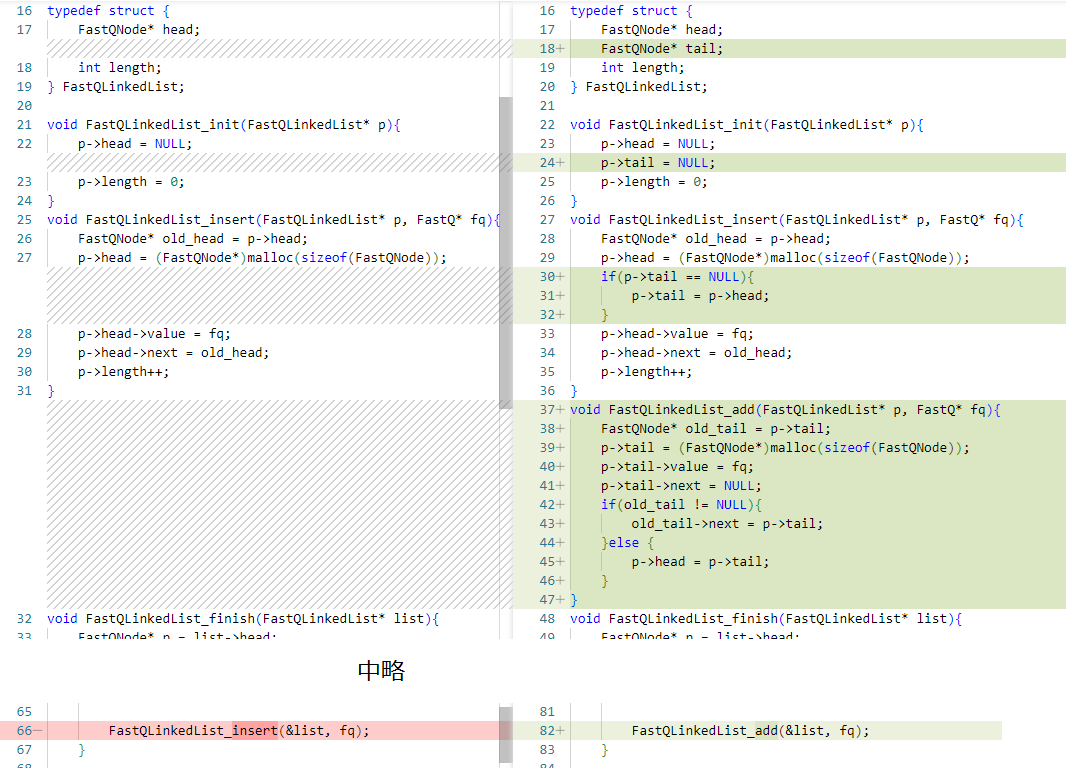 16 typedef struct {
17 FastQNode* head;
18 int length;
19 } FastQLinkedList;
20
21 void FastQLinkedList_init(FastQLinkedList* p){
22 p->head = NULL;
23 p->length = 0;
24 }
25 void FastQLinkedList_insert(FastQLinkedList* p, FastQ* fq){
26 FastQNode* old_head = p->head;
27 p->head = (FastQNode*)malloc(sizeof(FastQNode));
28 p->head->value = fq;
29 p->head->next = old_head;
30 p->length++;
31 }
32 void FastQLinkedList_finish(FastQLinkedList* list){
33 FastQNode* p = list->head;
16 typedef struct {
17 FastQNode* head;
18+ FastQNode* tail;
19 int length;
20 } FastQLinkedList;
21
22 void FastQLinkedList_init(FastQLinkedList* p){
23 p->head = NULL;
24+ p->tail = NULL;
25 p->length = 0;
26 }
27 void FastQLinkedList_insert(FastQLinkedList* p, FastQ* fq){
28 FastQNode* old_head = p->head;
29 p->head = (FastQNode*)malloc(sizeof(FastQNode));
30+ if(p->tail == NULL){
31+ p->tail = p->head;
32+ }
33 p->head->value = fq;
34 p->head->next = old_head;
35 p->length++;
36 }
37+ void FastQLinkedList_add(FastQLinkedList* p, FastQ* fq){
38+ FastQNode* old_tail = p->tail;
39+ p->tail = (FastQNode*)malloc(sizeof(FastQNode));
40+ p->tail->value = fq;
41+ p->tail->next = NULL;
42+ if(old_tail != NULL){
43+ old_tail->next = p->tail;
44+ }else {
45+ p->head = p->tail;
46+ }
47+ }
48 void FastQLinkedList_finish(FastQLinkedList* list){
49 FastQNode* p = list->head;
中略
65
66− FastQLinkedList_insert(&list, fq);
67 }
68
81
82+ FastQLinkedList_add(&list, fq);
83 }
84